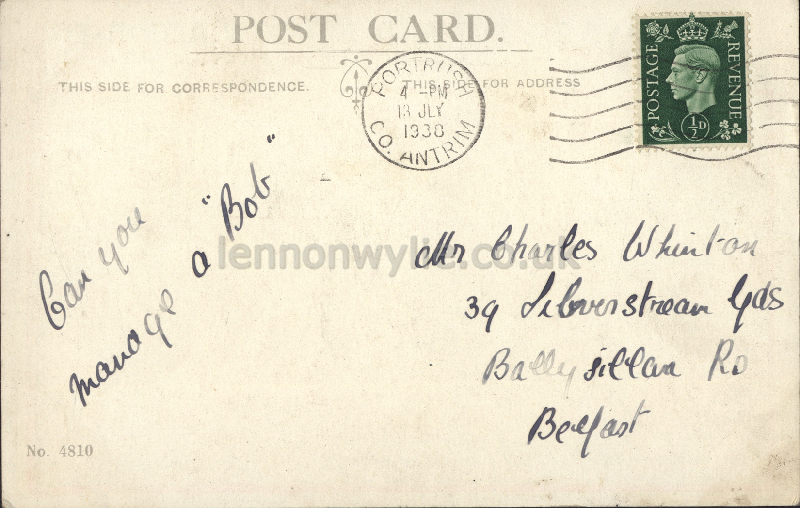 POST CARD.
THIS SIDE FOR CORRESPONDENCE.
THIS SIDE FOR ADDRESS
PORTRUSH
4 - PM
13 JLY
1938
CO. ANTRIM
POSTAGE
REVENUE
½D
Can you
manage a "Bob"
lennonwylie.co.uk
Mr Charles Whinton
39 Silverstream Gds
Ballysillan Rd
Belfast
No. 4810